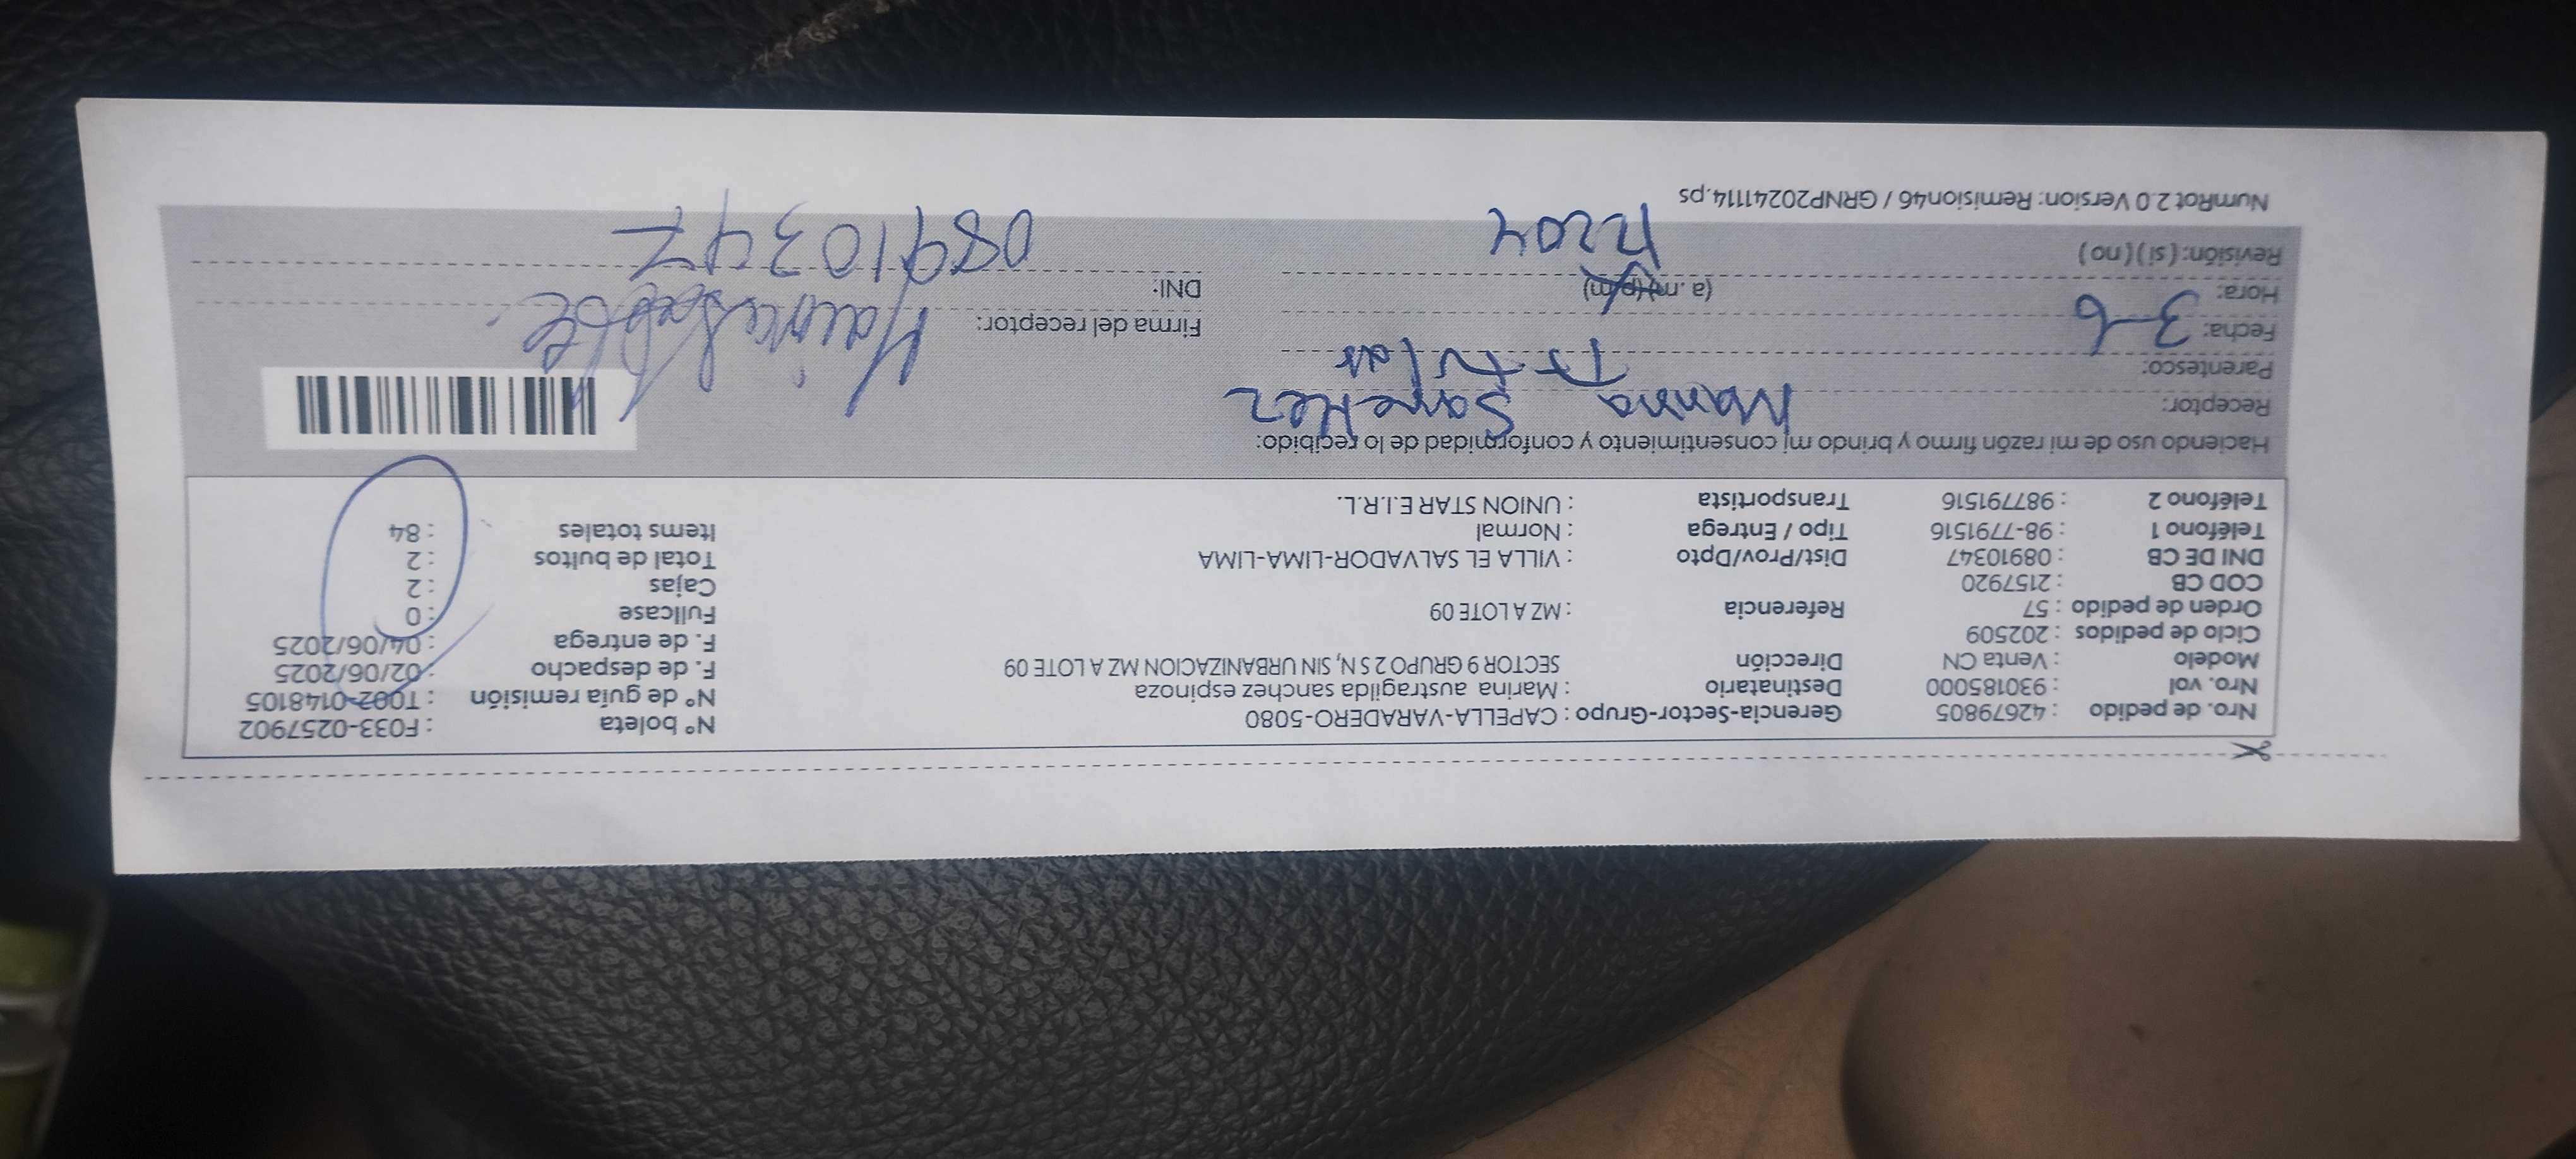 Nro. de pedido : 42679805 Gerencia-Sector-Grupo : CAPELLA-VARADERO-5080 N° boleta : F033-0257902
Nro. vol : 930185000 Destinatario : Marina austragilda sanchez espinoza N° de guía remisión : T002-0148105
Modelo : Venta CN Dirección SECTOR 9 GRUPO 2 S N, SIN URBANIZACION MZ A LOTE 09 F. de despacho : 02/06/2025
Ciclo de pedidos : 202509 F. de entrega : 04/06/2025
Orden de pedido : 57 Referencia : MZ A LOTE 09 Fullcase : 0
COD CB : 2157920 Cajas : 2
DNI DE CB : 08910347 Dist/Prov/Dpto : VILLA EL SALVADOR-LIMA-LIMA Total de bultos : 2
Teléfono 1 : 98-7791516 Tipo / Entrega : Normal Items totales : 84
Teléfono 2 : 987791516 Transportista : UNION STAR E.I.R.L.
Haciendo uso de mi razón firmo y brindo mi consentimiento y conformidad de lo recibido:
Receptor: Marina Sanchez
Parentesco: Titular
Fecha: 3-6 Firma del receptor:
Hora: (a. m) (p. m) DNI: 08910347
Revisión: ( si ) ( no )
NumRot 2.0 Version: Remision46 / GRNP20241114.ps